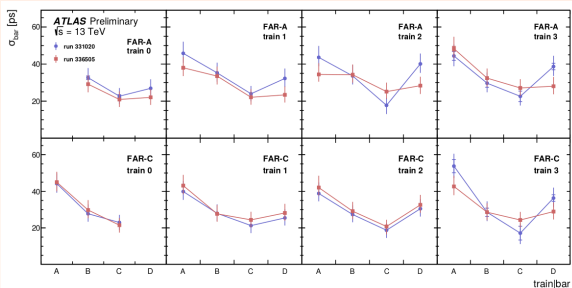 σbar [ps]
ATLAS Preliminary
√s = 13 TeV
run 331020
run 336505
FAR-A
train 0
FAR-A
train 1
FAR-A
train 2
FAR-A
train 3
60
40
20
FAR-C
train 0
FAR-C
train 1
FAR-C
train 2
FAR-C
train 3
60
40
20
A B C D A B C D A B C D A B C D
train|bar